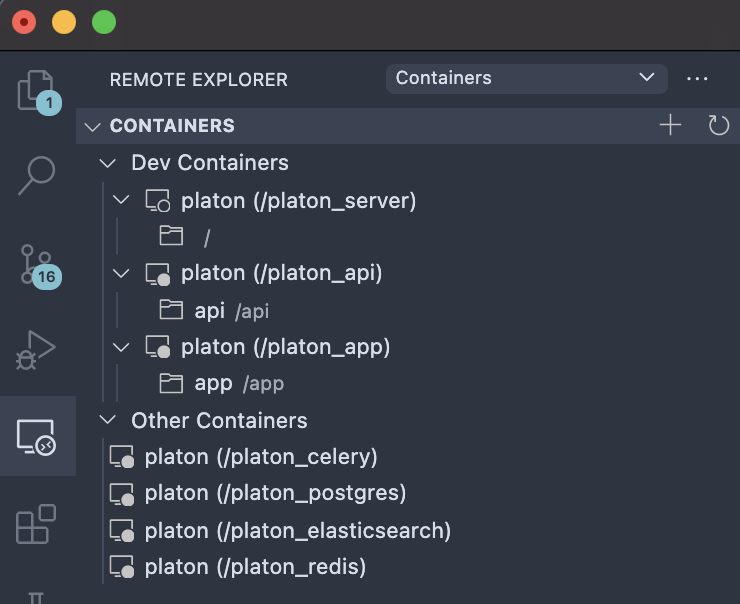 REMOTE EXPLORER
Containers
1
CONTAINERS
Dev Containers
platon (/platon_server)
/
16
platon (/platon_api)
api /api
platon (/platon_app)
app /app
Other Containers
platon (/platon_celery)
platon (/platon_postgres)
platon (/platon_elasticsearch)
platon (/platon_redis)